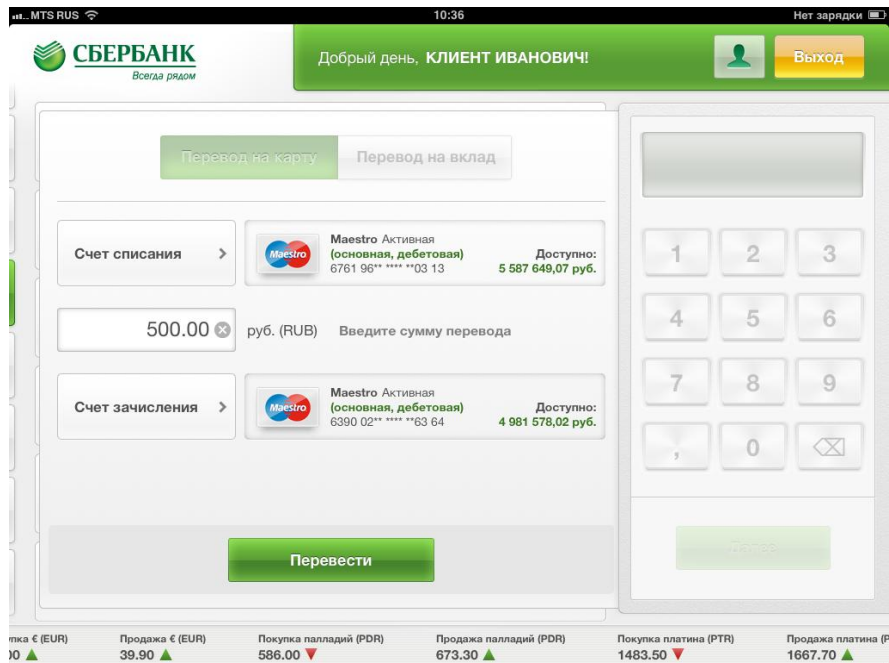 MTS RUS 10:36 Нет зарядки
СБЕРБАНК
Всегда рядом
Добрый день, КЛИЕНТ ИВАНОВИЧ!
Выход
Перевод на карту Перевод на вклад
Счет списания
Maestro
Maestro Активная
(основная, дебетовая)
6761 96** **** **03 13
Доступно:
5 587 649,07 руб.
500.00 руб. (RUB) Введите сумму перевода
Счет зачисления
Maestro
Maestro Активная
(основная, дебетовая)
6390 02** **** **63 64
Доступно:
4 981 578,02 руб.
Перевести
1 2 3
4 5 6
7 8 9
, 0
€ (EUR) Продажа € (EUR) Покупка палладий (PDR) Продажа палладий (PDR) Покупка платина (PTR) Продажа платина
39.90 586.00 673.30 1483.50 1667.70